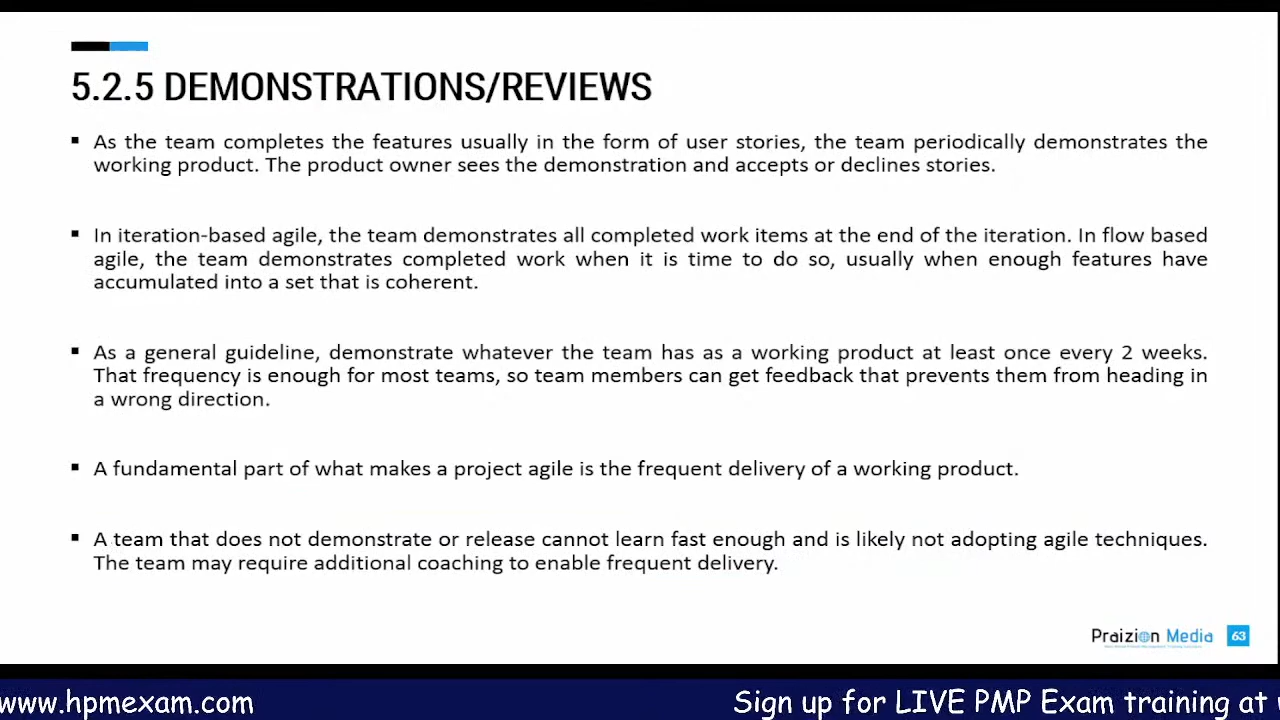 5.2.5 DEMONSTRATIONS/REVIEWS
▪ As the team completes the features usually in the form of user stories, the team periodically demonstrates the
working product. The product owner sees the demonstration and accepts or declines stories.
▪ In iteration-based agile, the team demonstrates all completed work items at the end of the iteration. In flow based
agile, the team demonstrates completed work when it is time to do so, usually when enough features have
accumulated into a set that is coherent.
▪ As a general guideline, demonstrate whatever the team has as a working product at least once every 2 weeks.
That frequency is enough for most teams, so team members can get feedback that prevents them from heading in
a wrong direction.
▪ A fundamental part of what makes a project agile is the frequent delivery of a working product.
▪ A team that does not demonstrate or release cannot learn fast enough and is likely not adopting agile techniques.
The team may require additional coaching to enable frequent delivery.
Praizion Media 63
www.hpmexam.com Sign up for LIVE PMP Exam training at